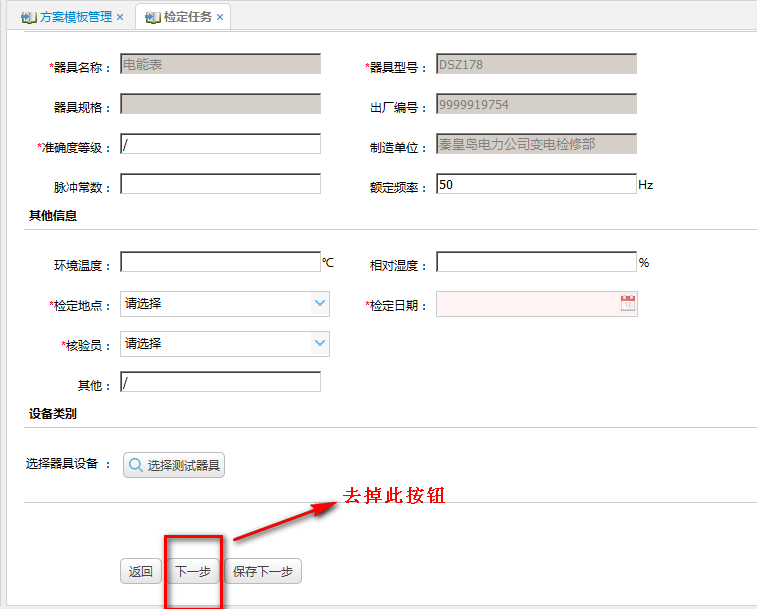 方案模板管理 × 检定任务 ×
*器具名称： 电能表 *器具型号： DSZ178
器具规格： 出厂编号： 9999919754
*准确度等级： / 制造单位： 秦皇岛电力公司变电检修部
脉冲常数： 额定频率： 50 Hz
其他信息
环境温度： ℃ 相对湿度： %
*检定地点： 请选择 *检定日期：
*核验员： 请选择
其他： /
设备类别
选择器具设备 ： 选择测试器具
去掉此按钮
返回 下一步 保存下一步